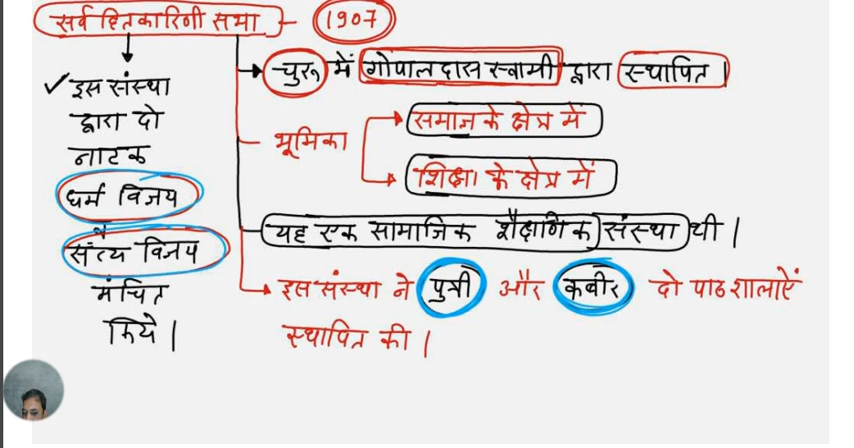 सर्व हितकारिनी सभा - 1907
चुरू में गोपालदास स्वामी द्वारा स्थापित।
भूमिका
समाज के क्षेत्र में
शिक्षा के क्षेत्र में
यह एक सामाजिक शैक्षणिक संस्था थी।
इस संस्था ने पुत्री और कबीर दो पाठशालाऐं
स्थापित की।
इस संस्था
द्वारा दो
नाटक
धर्म विजय
व
सत्य विजय
मंचित
किये।